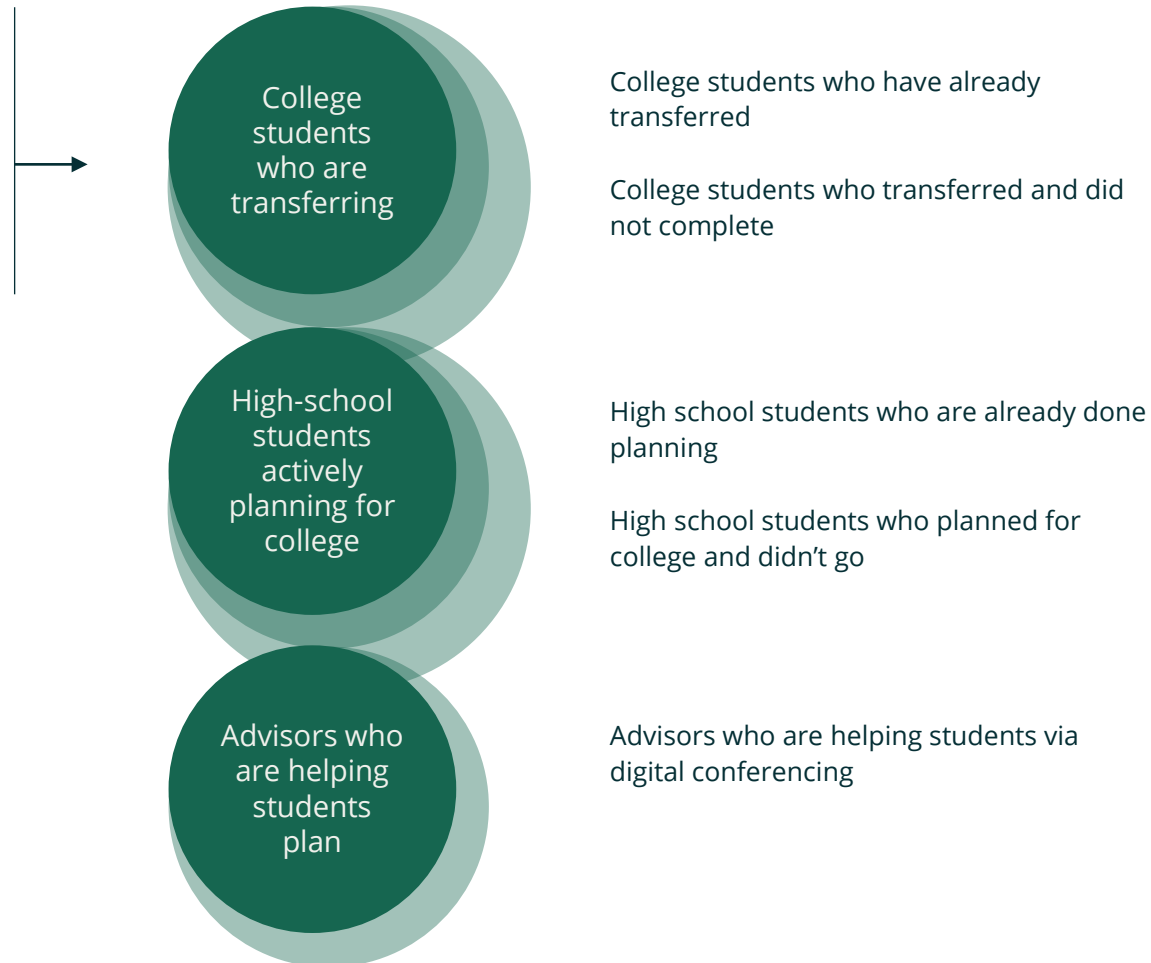 College
students
who are
transferring
College students who have already
transferred
College students who transferred and did
not complete
High-school
students
actively
planning for
college
High school students who are already done
planning
High school students who planned for
college and didn’t go
Advisors who
are helping
students
plan
Advisors who are helping students via
digital conferencing